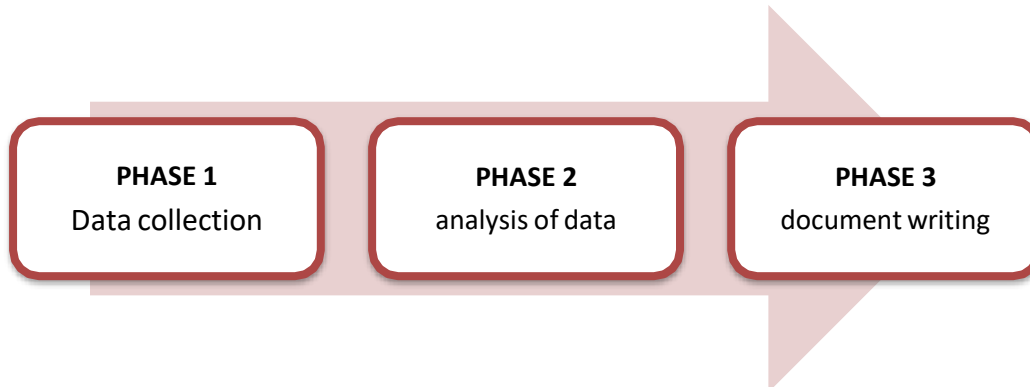 PHASE 1
Data collection
PHASE 2
analysis of data
PHASE 3
document writing